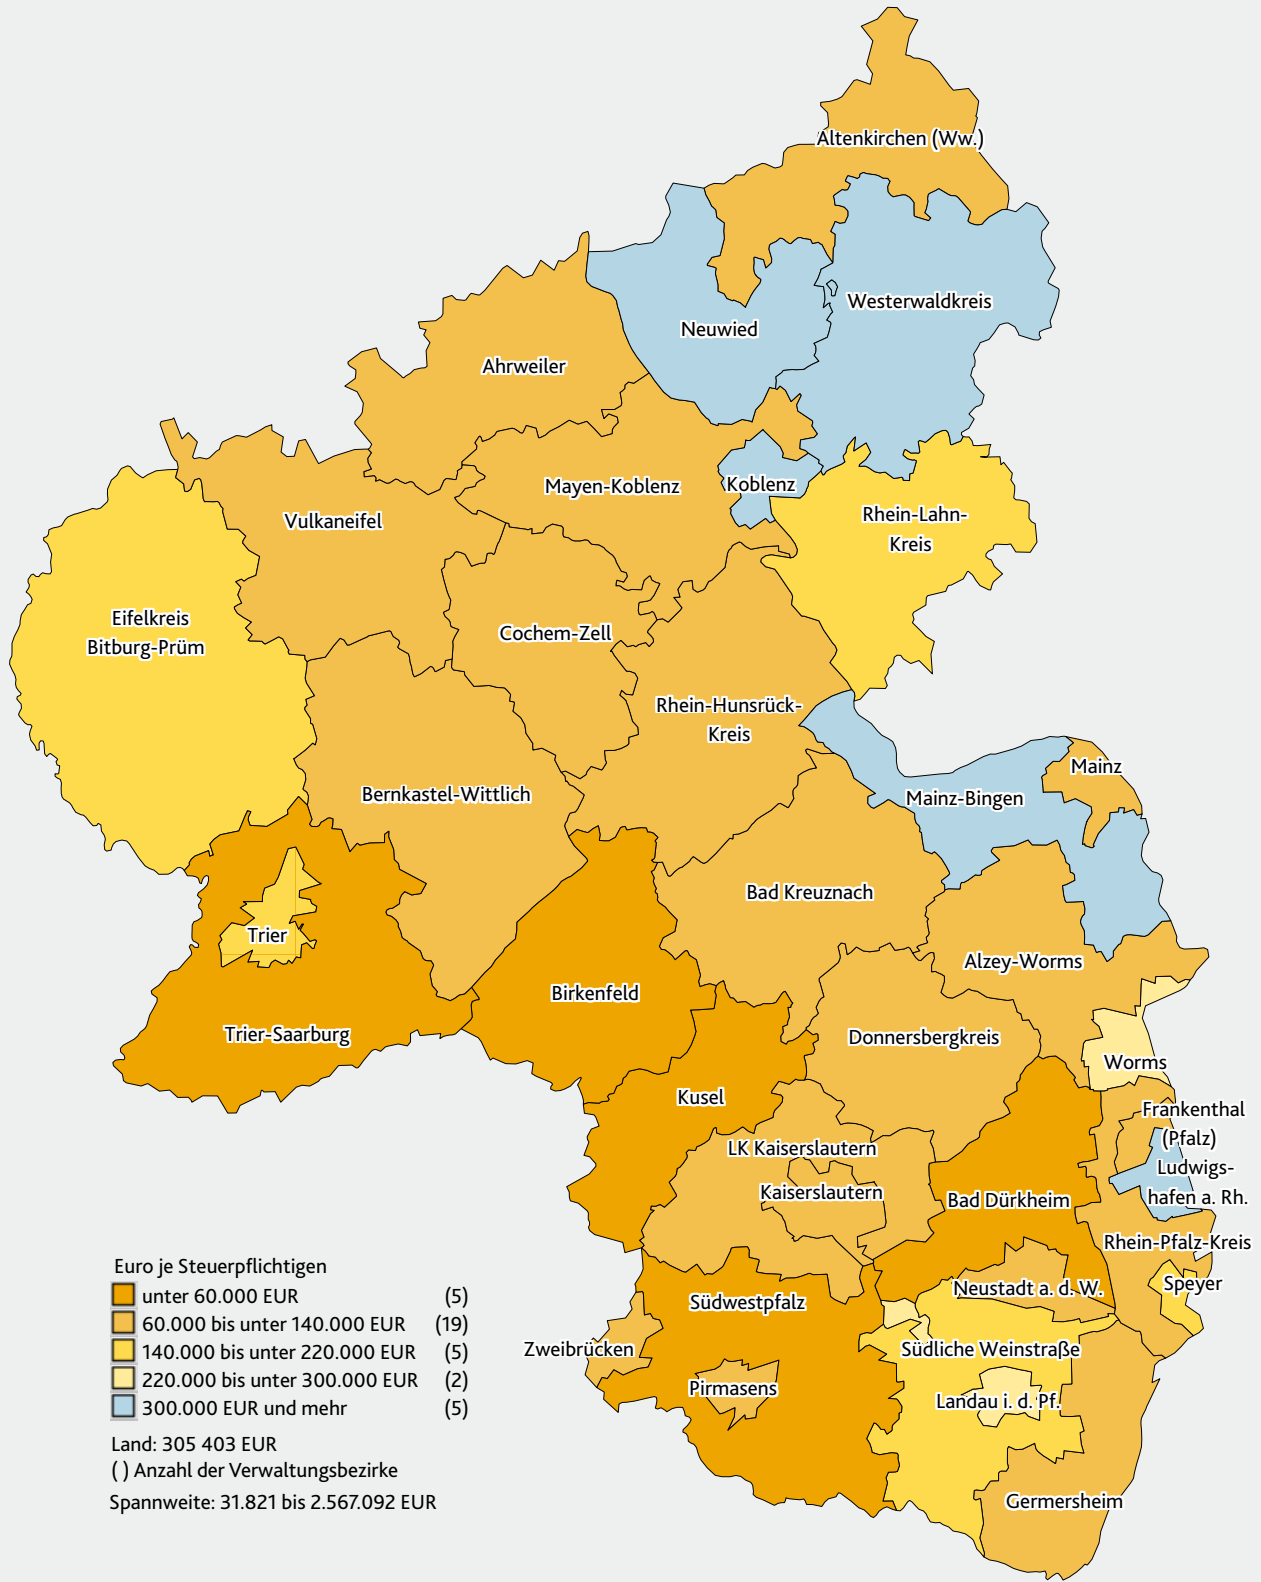 Altenkirchen (Ww.)
Westerwaldkreis
Neuwied
Ahrweiler
Mayen-Koblenz
Koblenz
Vulkaneifel
Rhein-Lahn-
Kreis
Eifelkreis
Bitburg-Prüm
Cochem-Zell
Rhein-Hunsrück-
Kreis
Mainz
Bernkastel-Wittlich
Mainz-Bingen
Bad Kreuznach
Trier
Alzey-Worms
Birkenfeld
Trier-Saarburg
Donnersbergkreis
Worms
Kusel
Frankenthal
(Pfalz)
LK Kaiserslautern
Ludwigs-
hafen a. Rh.
Kaiserslautern
Bad Dürkheim
Rhein-Pfalz-Kreis
Speyer
Neustadt a. d. W.
Südwestpfalz
Zweibrücken
Südliche Weinstraße
Pirmasens
Landau i. d. Pf.
Germersheim
Euro je Steuerpflichtigen
unter 60.000 EUR (5)
60.000 bis unter 140.000 EUR (19)
140.000 bis unter 220.000 EUR (5)
220.000 bis unter 300.000 EUR (2)
300.000 EUR und mehr (5)
Land: 305 403 EUR
( ) Anzahl der Verwaltungsbezirke
Spannweite: 31.821 bis 2.567.092 EUR